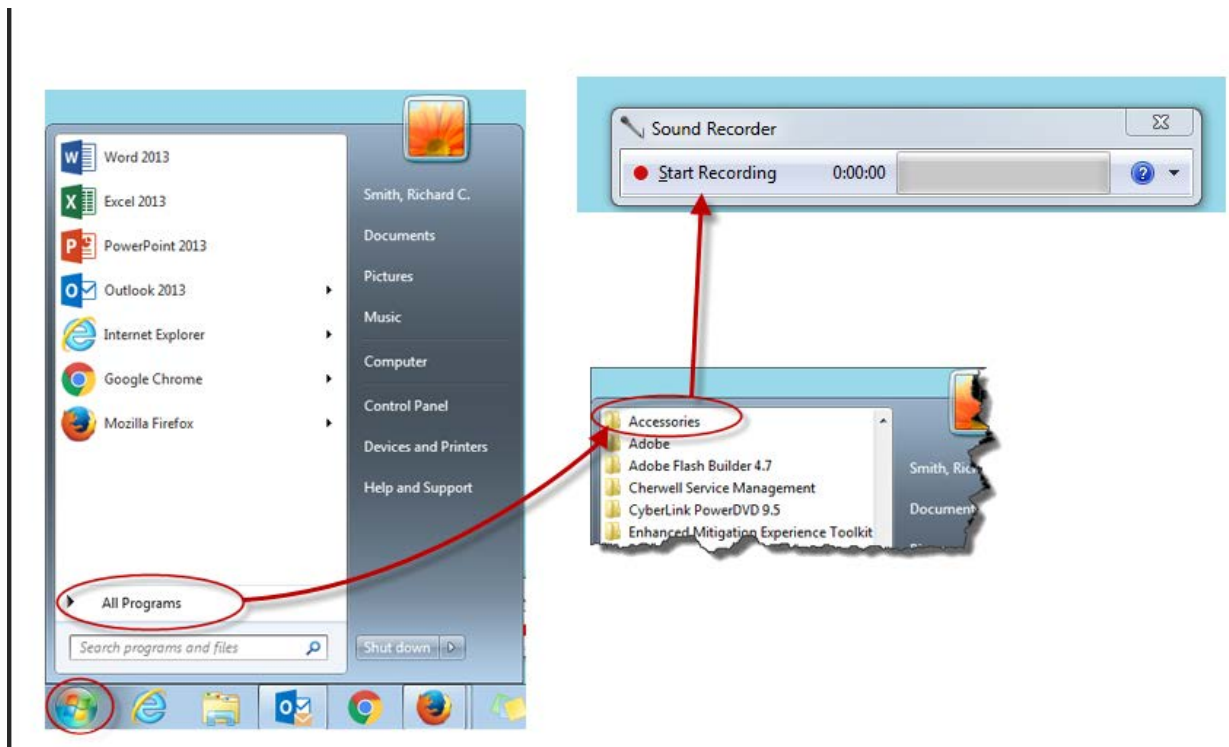 Word 2013
Excel 2013
PowerPoint 2013
Outlook 2013
Internet Explorer
Google Chrome
Mozilla Firefox
All Programs
Search programs and files
Smith, Richard C.
Documents
Pictures
Music
Computer
Control Panel
Devices and Printers
Help and Support
Shut down
Sound Recorder
Start Recording 0:00:00
Accessories
Adobe
Adobe Flash Builder 4.7
Cherwell Service Management
CyberLink PowerDVD 9.5
Enhanced Mitigation Experience Toolkit
Smith, Ric
Document